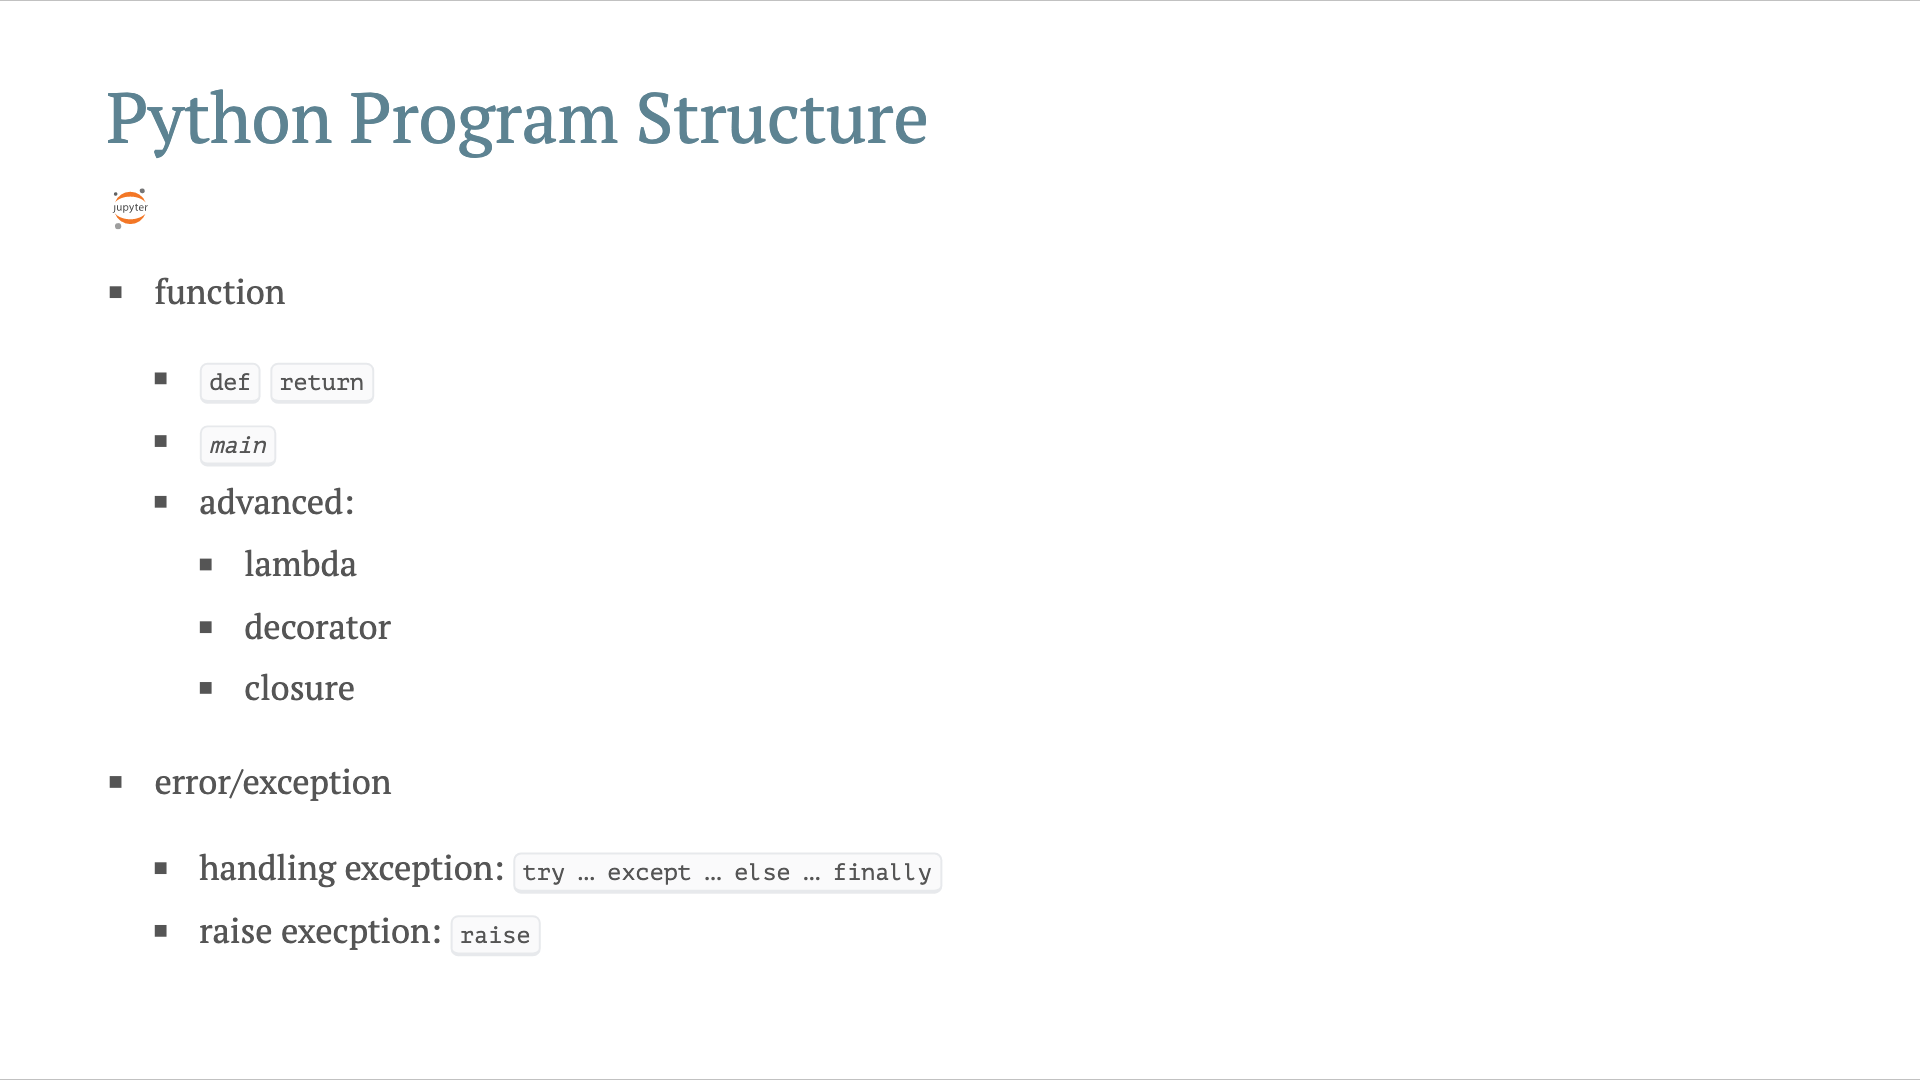 Python Program Structure
jupyter
function
def return
main
advanced:
lambda
decorator
closure
error/exception
handling exception: try … except … else … finally
raise execption: raise